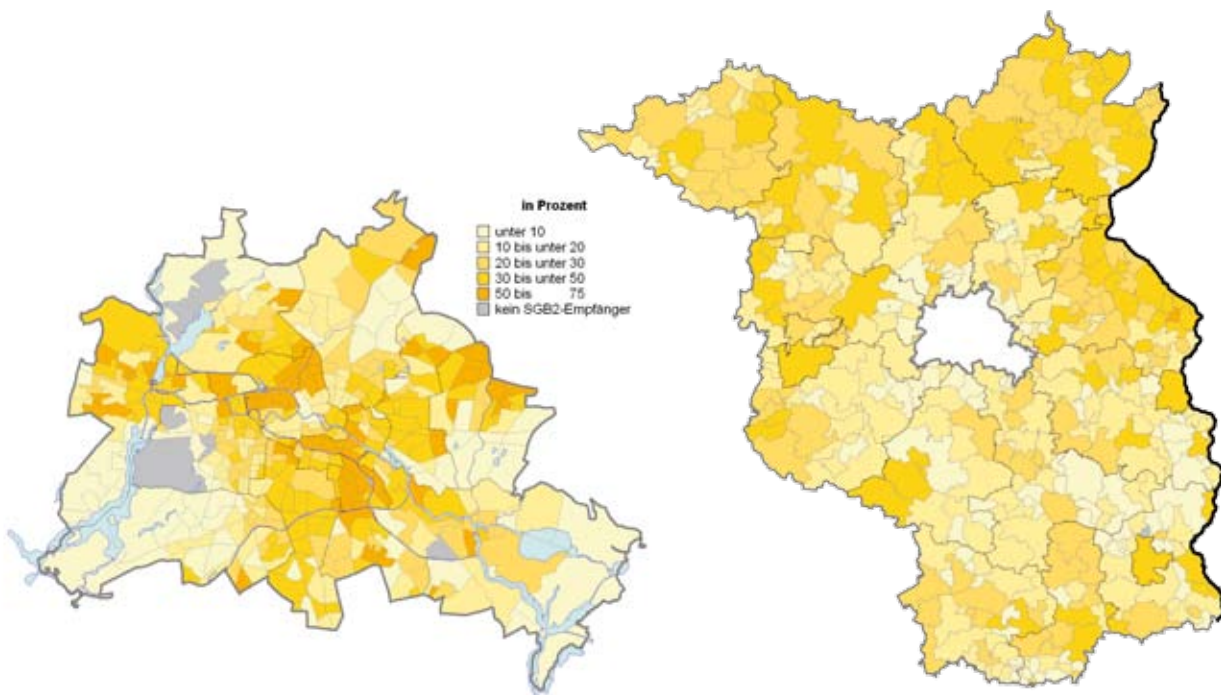 in Prozent
unter 10
10 bis unter 20
20 bis unter 30
30 bis unter 50
50 bis 75
kein SGB2-Empfänger